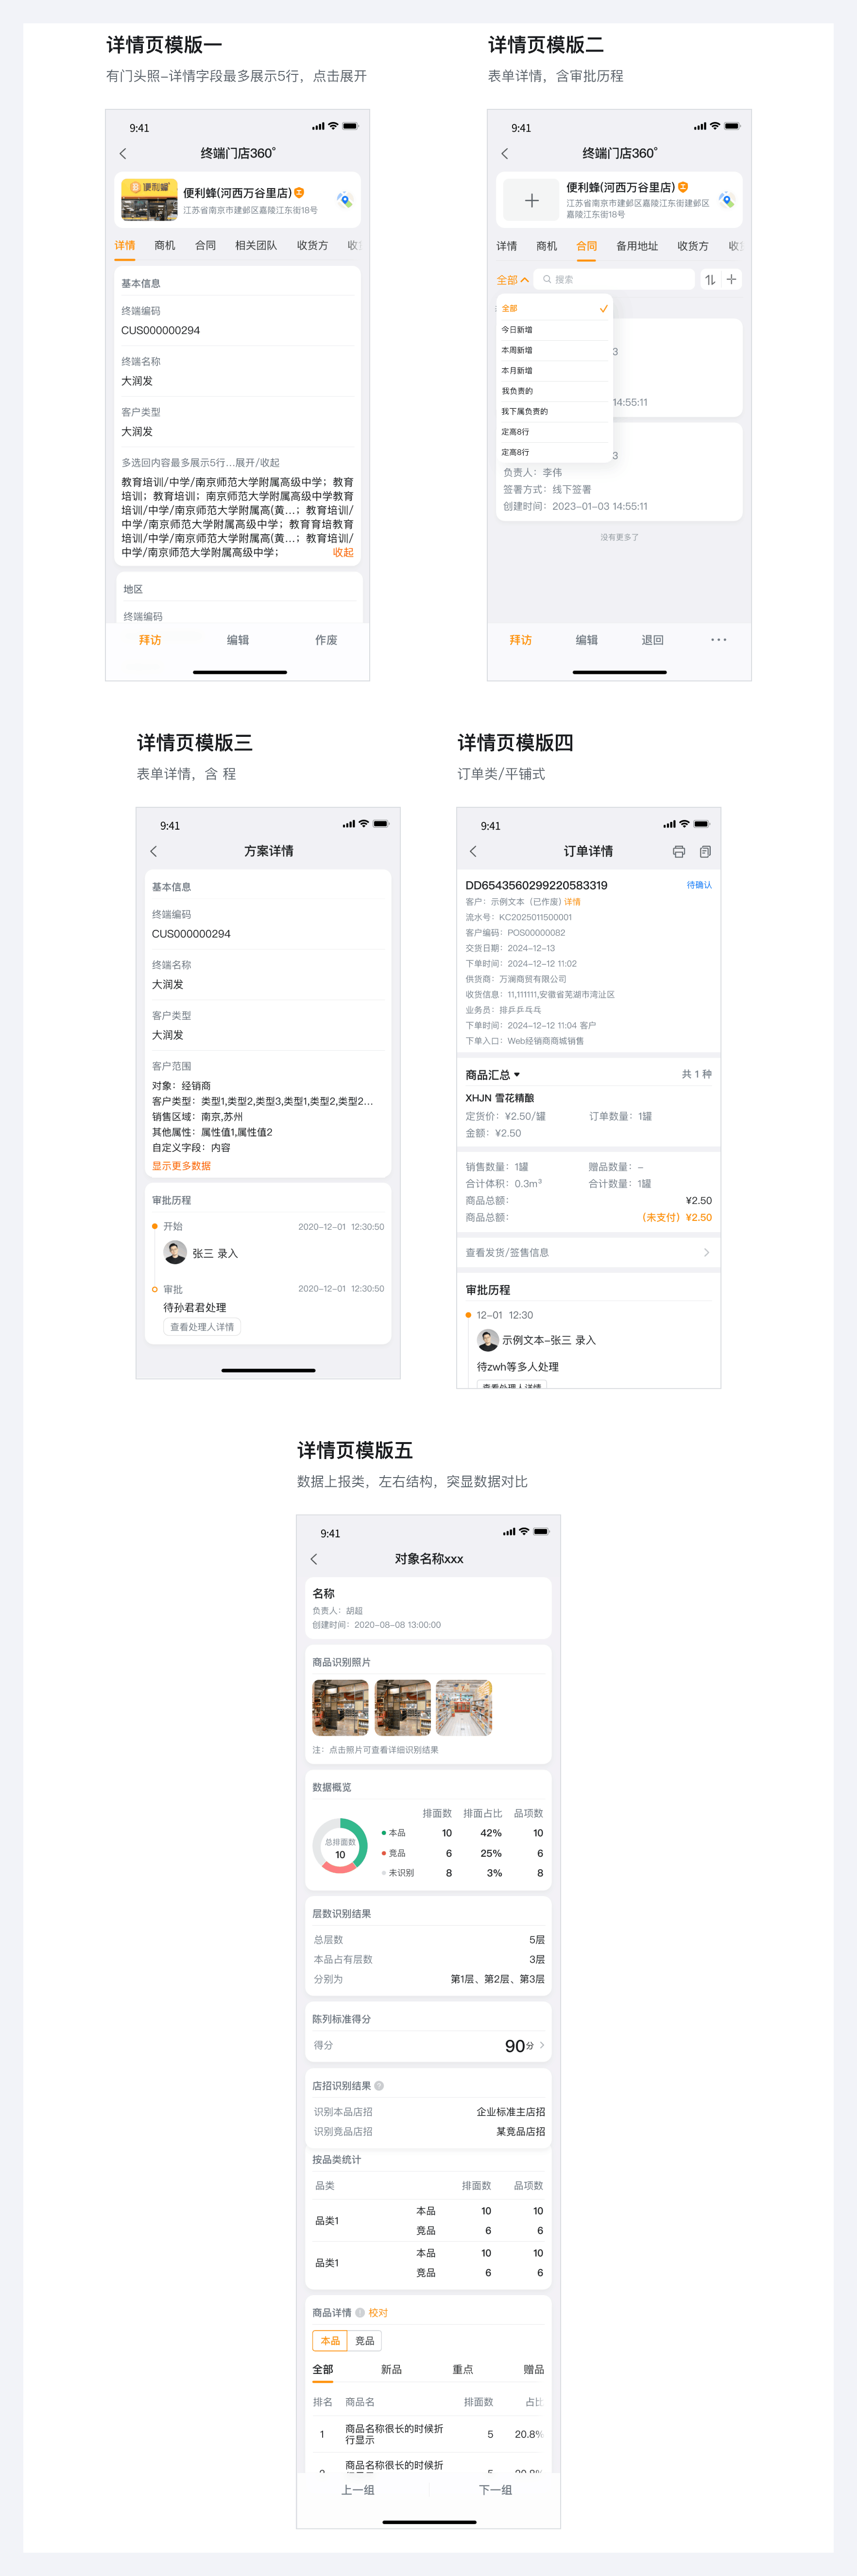 详情页模版一
有门头照-详情字段最多展示5行，点击展开
9:41
终端门店360°
便利蜂
便利蜂(河西万谷里店)
江苏省南京市建邺区嘉陵江东街18号
详情 商机 合同 相关团队 收货方
基本信息
终端编码
CUS000000294
终端名称
大润发
客户类型
大润发
多选回内容最多展示5行...展开/收起
教育培训/中学/南京师范大学附属高级中学；教育
培训；教育培训；南京师范大学附属高级中学教育
培训/中学/南京师范大学附属高(黄...；教育培训/
中学/南京师范大学附属高级中学；教育育培教育
培训/中学/南京师范大学附属高(黄...；教育培训/
中学/南京师范大学附属高级中学； 收起
地区
终端编码
拜访 编辑 作废
详情页模版二
表单详情，含审批历程
9:41
终端门店360°
便利蜂(河西万谷里店)
江苏省南京市建邺区嘉陵江东街建邺区
嘉陵江东街18号
详情 商机 合同 备用地址 收货方
全部 搜索
全部
今日新增
本周新增
3
本月新增
我负责的
14:55:11
我下属负责的
定高8行
定高8行
3
负责人：李伟
签署方式：线下签署
创建时间：2023-01-03 14:55:11
没有更多了
拜访 编辑 退回 ...
详情页模版三
表单详情，含 程
9:41
方案详情
基本信息
终端编码
CUS000000294
终端名称
大润发
客户类型
大润发
客户范围
对象：经销商
客户类型：类型1,类型2,类型3,类型1,类型2,类型2...
销售区域：南京,苏州
其他属性：属性值1,属性值2
自定义字段：内容
显示更多数据
审批历程
开始 2020-12-01 12:30:50
张三 录入
审批 2020-12-01 12:30:50
待孙君君处理
查看处理人详情
详情页模版四
订单类/平铺式
9:41
订单详情
DD6543560299220583319 待确认
客户：示例文本（已作废) 详情
流水号：KC2025011500001
客户编码：POS00000082
交货日期：2024-12-13
下单时间：2024-12-12 11:02
供货商：万澜商贸有限公司
收货信息：11,111111,安徽省芜湖市湾沚区
业务员：排乒乒乓乓
下单时间：2024-12-12 11:04 客户
下单入口：Web经销商商城销售
商品汇总 共 1 种
XHJN 雪花精酿
定货价：¥2.50/罐 订单数量：1罐
金额：¥2.50
销售数量：1罐 赠品数量：-
合计体积：0.3m³ 合计数量：1罐
商品总额： ¥2.50
商品总额： （未支付）¥2.50
查看发货/签售信息
审批历程
12-01 12:30
示例文本-张三 录入
待zwh等多人处理
查看处理人详情
详情页模版五
数据上报类，左右结构，突显数据对比
9:41
对象名称xxx
名称
负责人：胡超
创建时间：2020-08-08 13:00:00
商品识别照片
注：点击照片可查看详细识别结果
数据概览
排面数 排面占比 品项数
总排面数
10
本品 10 42% 10
竞品 6 25% 6
未识别 8 3% 8
层数识别结果
总层数 5层
本品占有层数 3层
分别为 第1层、第2层、第3层
陈列标准得分
得分 90分
店招识别结果
识别本品店招 企业标准主店招
识别竞品店招 某竞品店招
按品类统计
品类 排面数 品项数
品类1
本品 10 10
竞品 6 6
品类1
本品 10 10
竞品 6 6
商品详情 校对
本品 竞品
全部 新品 重点 赠品
排名 商品名 排面数 占比
1 商品名称很长的时候折行显示 5 20.8%
商品名称很长的时候折
上一组 下一组